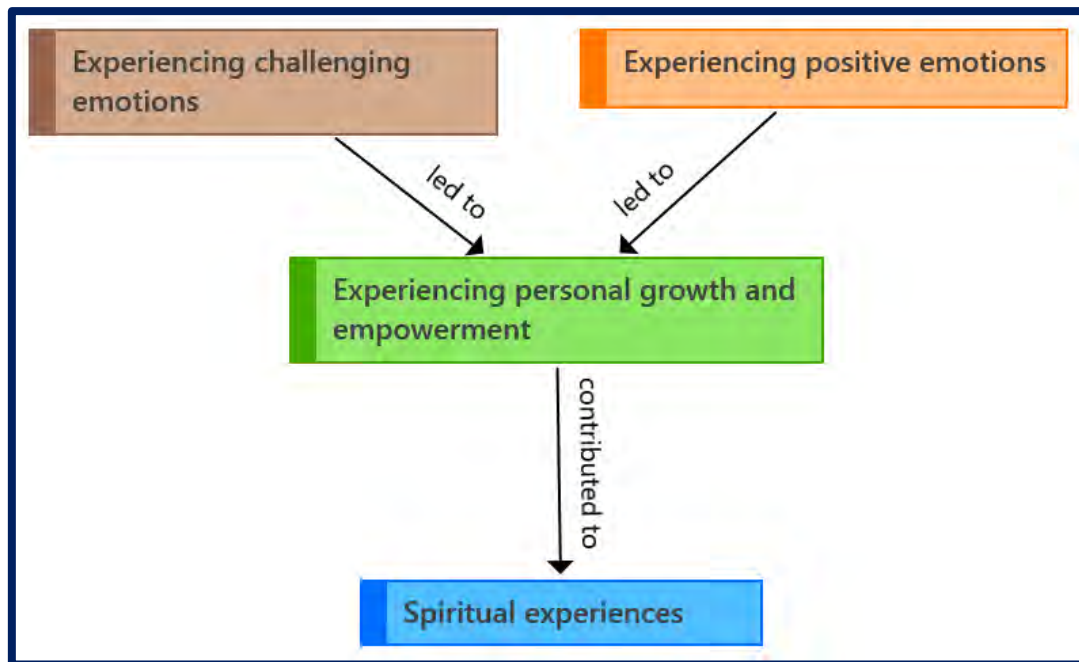 Experiencing challenging
emotions
Experiencing positive emotions
led to
led to
Experiencing personal growth and
empowerment
contributed to
Spiritual experiences